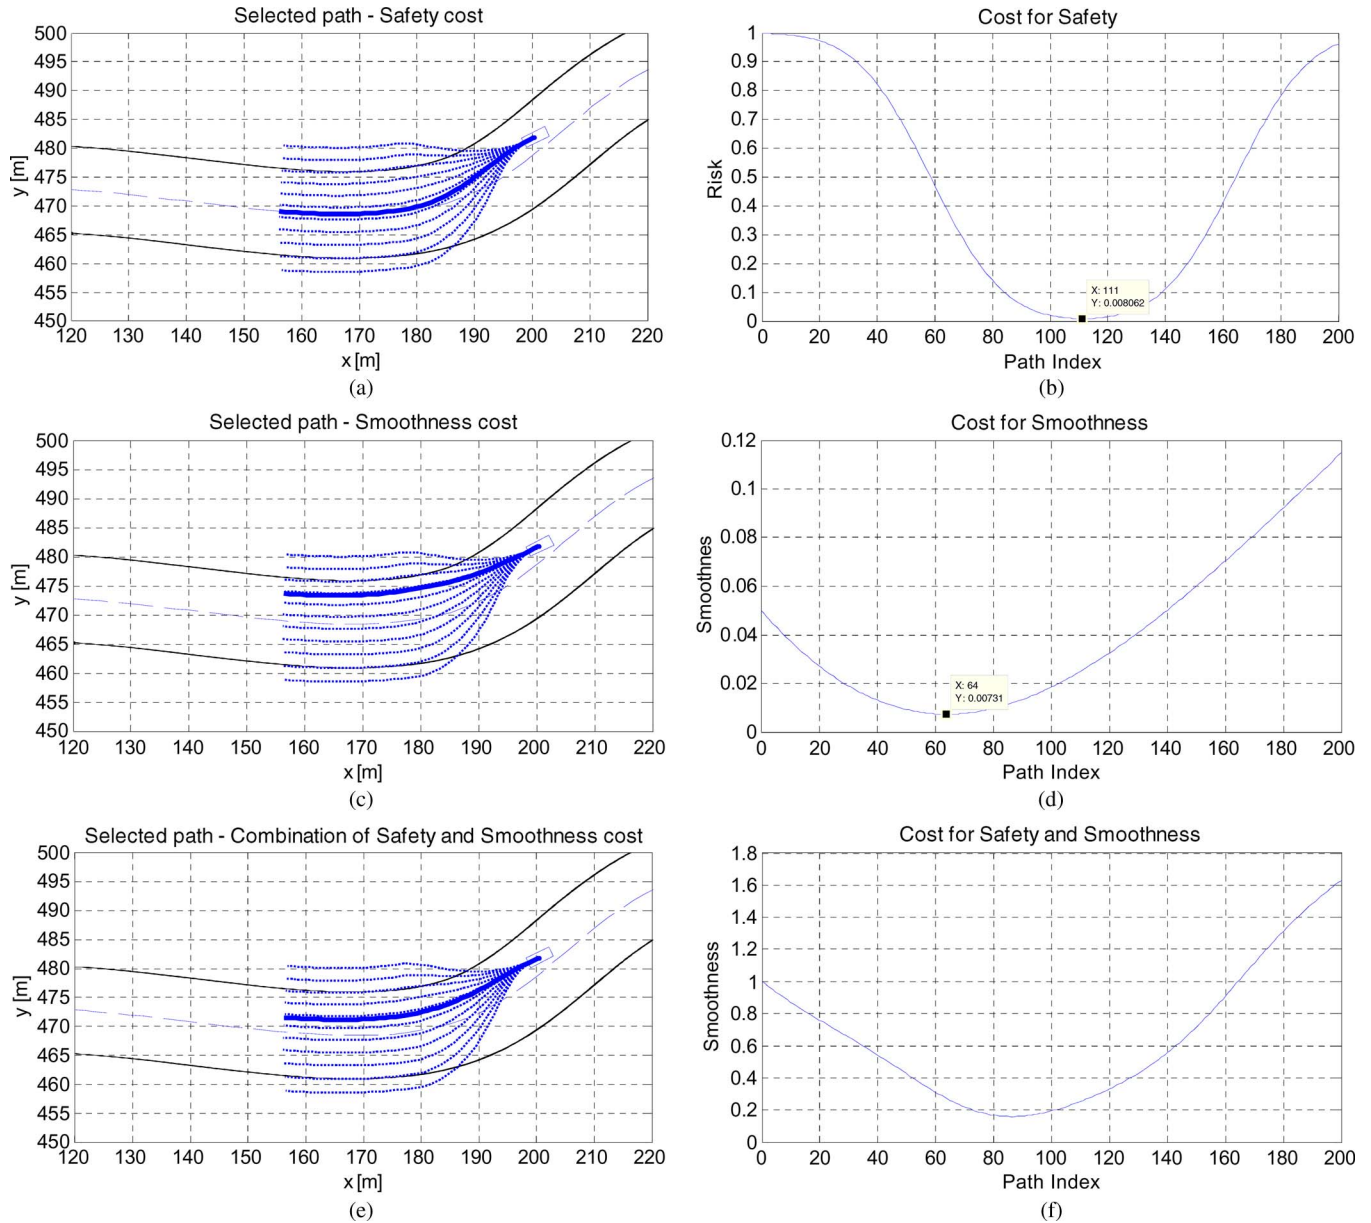 Selected path - Safety cost
500
495
490
485
480
475
470
465
460
455
450
y [m]
120 130 140 150 160 170 180 190 200 210 220
x [m]
(a)
Cost for Safety
1
0.9
0.8
0.7
0.6
0.5
0.4
0.3
0.2
0.1
0
Risk
X: 111
Y: 0.008062
0 20 40 60 80 100 120 140 160 180 200
Path Index
(b)
Selected path - Smoothness cost
500
495
490
485
480
475
470
465
460
455
450
y [m]
120 130 140 150 160 170 180 190 200 210 220
x [m]
(c)
Cost for Smoothness
0.12
0.1
0.08
0.06
0.04
0.02
0
Smoothnes
X: 64
Y: 0.00731
0 20 40 60 80 100 120 140 160 180 200
Path Index
(d)
Selected path - Combination of Safety and Smoothness cost
500
495
490
485
480
475
470
465
460
455
450
y [m]
120 130 140 150 160 170 180 190 200 210 220
x [m]
(e)
Cost for Safety and Smoothness
1.8
1.6
1.4
1.2
1
0.8
0.6
0.4
0.2
0
Smoothness
0 20 40 60 80 100 120 140 160 180 200
Path Index
(f)